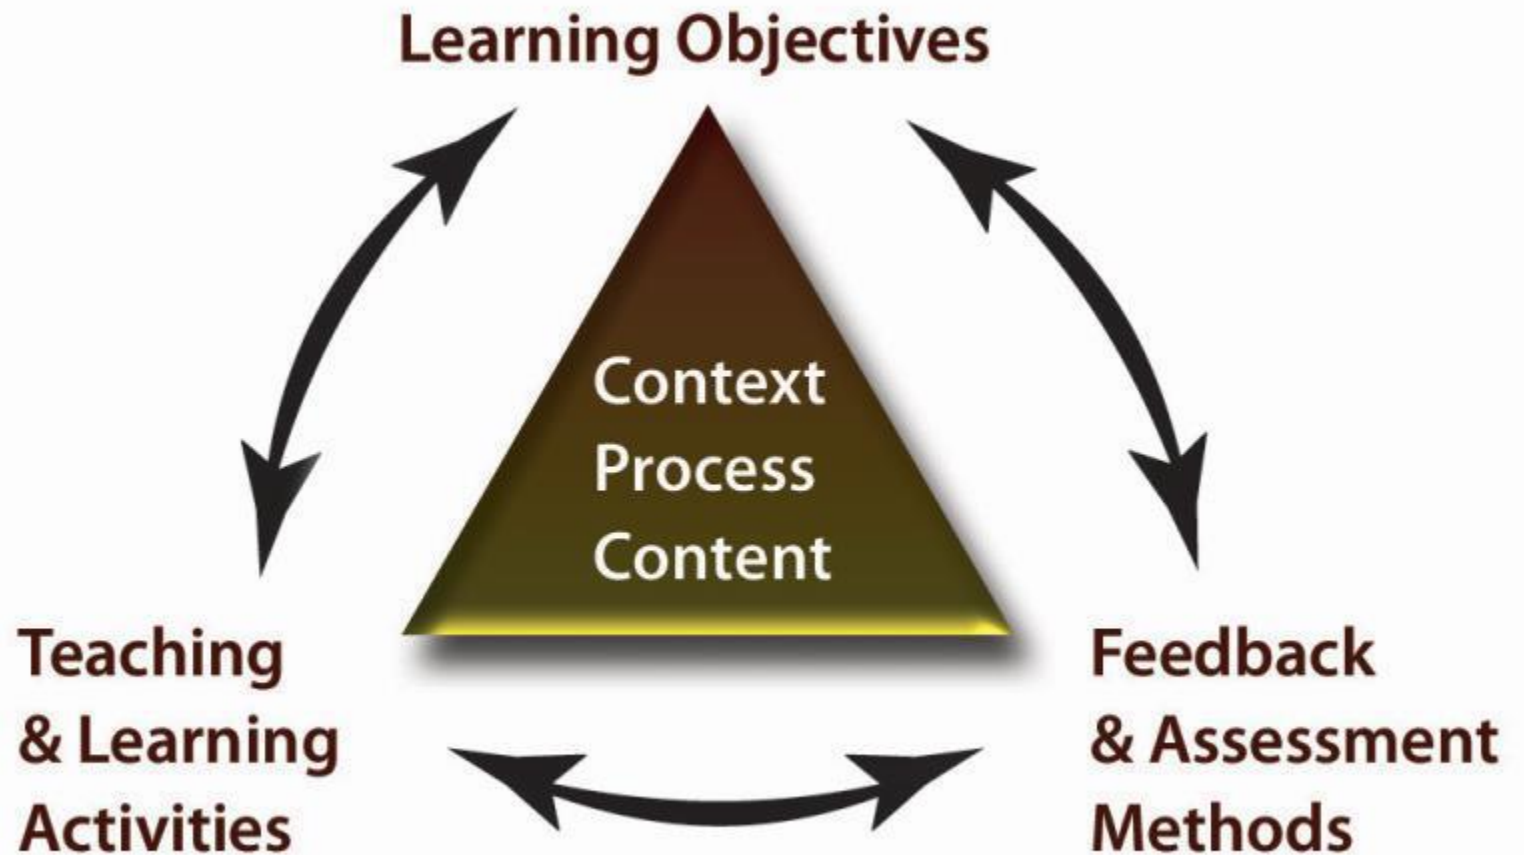 Learning Objectives
Context
Process
Content
Teaching
& Learning
Activities
Feedback
& Assessment
Methods